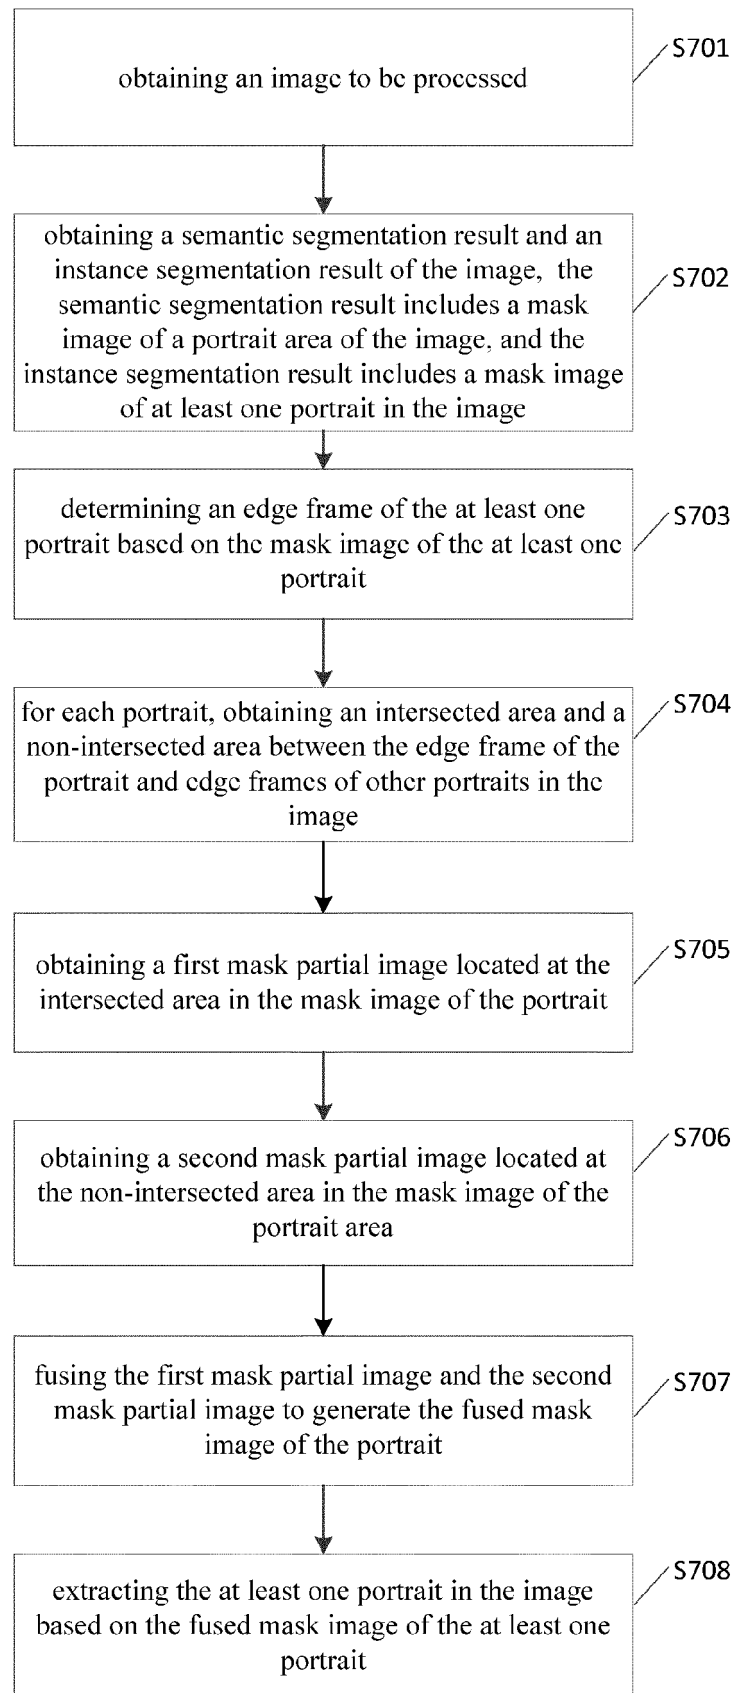 obtaining an image to be processed
S701
obtaining a semantic segmentation result and an
instance segmentation result of the image, the
semantic segmentation result includes a mask
image of a portrait area of the image, and the
instance segmentation result includes a mask image
of at least one portrait in the image
S702
determining an edge frame of the at least one
portrait based on the mask image of the at least one
portrait
S703
for each portrait, obtaining an intersected area and a
non-intersected area between the edge frame of the
portrait and edge frames of other portraits in the
image
S704
obtaining a first mask partial image located at the
intersected area in the mask image of the portrait
S705
obtaining a second mask partial image located at
the non-intersected area in the mask image of the
portrait area
S706
fusing the first mask partial image and the second
mask partial image to generate the fused mask
image of the portrait
S707
extracting the at least one portrait in the image
based on the fused mask image of the at least one
portrait
S708